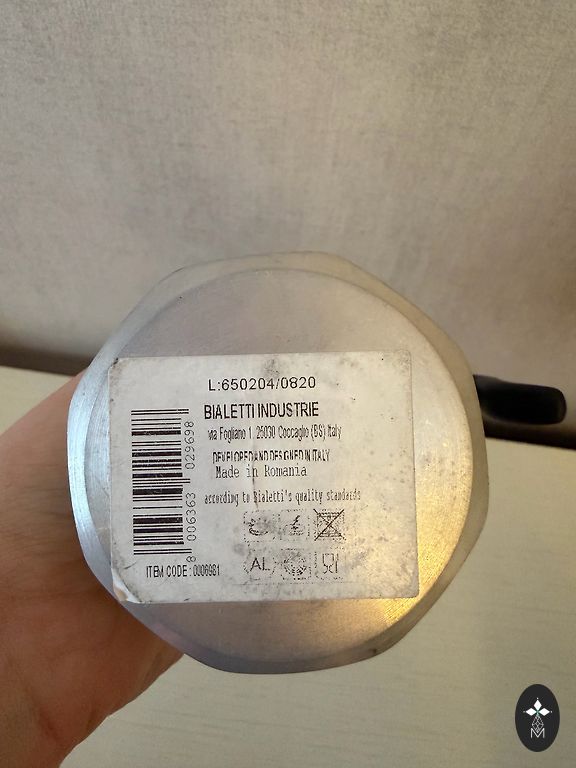 L:650204/0820
BIALETTI INDUSTRIE
via Fogliano 1, 25030 Coccaglio (BS) Italy
DEVELOPED AND DESIGNED IN ITALY
Made in Romania
according to Bialetti's quality standards
AL
8 006363 029698
ITEM CODE : 0006981
M